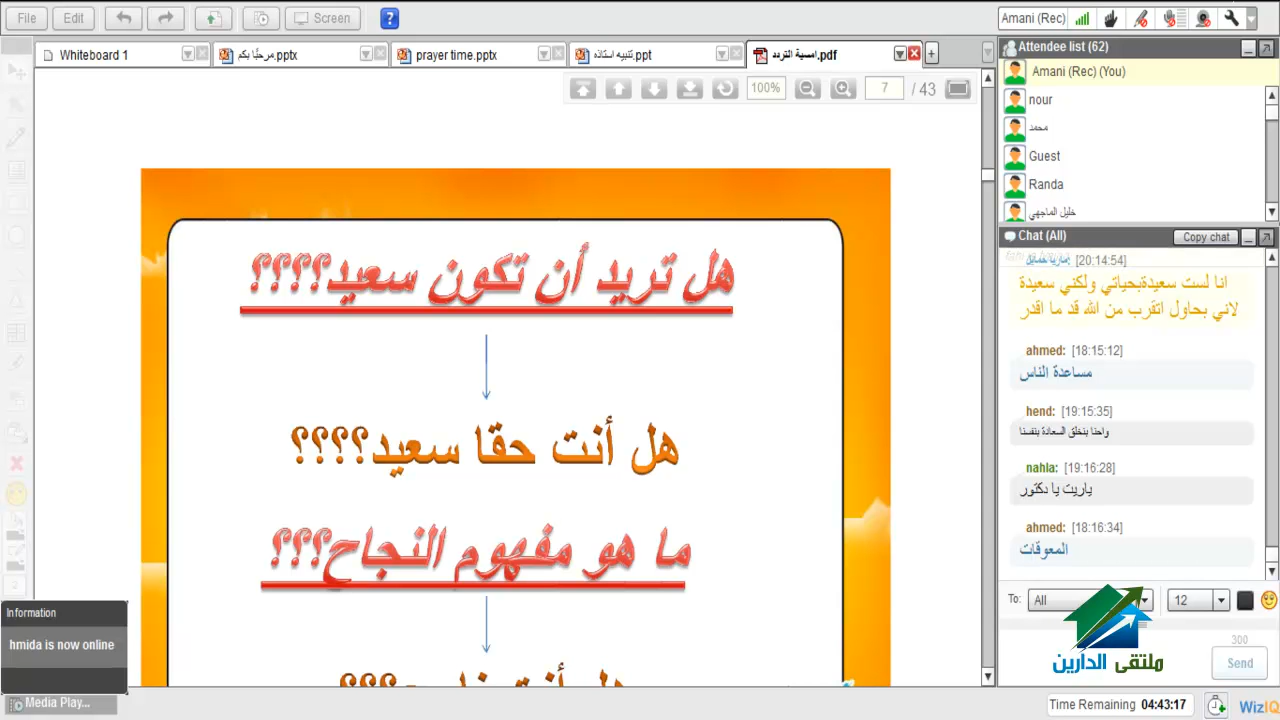 File
Edit
Screen
?
Amani (Rec)
Whiteboard 1
مرحبًا بكم.pptx
prayer time.pptx
تنبيه استاذه.ppt
امسية التردد.pdf
100%
7
/ 43
هل تريد أن تكون سعيد؟؟؟؟
هل أنت حقا سعيد؟؟؟؟
ما هو مفهوم النجاح؟؟؟
Attendee list (62)
Amani (Rec) (You)
nour
محمد
Guest
Randa
خليل الماجهي
Chat (All)
Copy chat
[20:14:54]
انا لست سعيدةبحياتي ولكني سعيدة
لاني بحاول اتقرب من الله قد ما اقدر
ahmed: [18:15:12]
مساعدة الناس
hend: [19:15:35]
واحنا بنخلق السعادة بنفسنا
nahla: [19:16:28]
ياريت يا دكتور
ahmed: [18:16:34]
المعوقات
To:
All
12
ملتقى الدارين
300
Send
Information
hmida is now online
Media Play...
Time Remaining 04:43:17
WizIQ